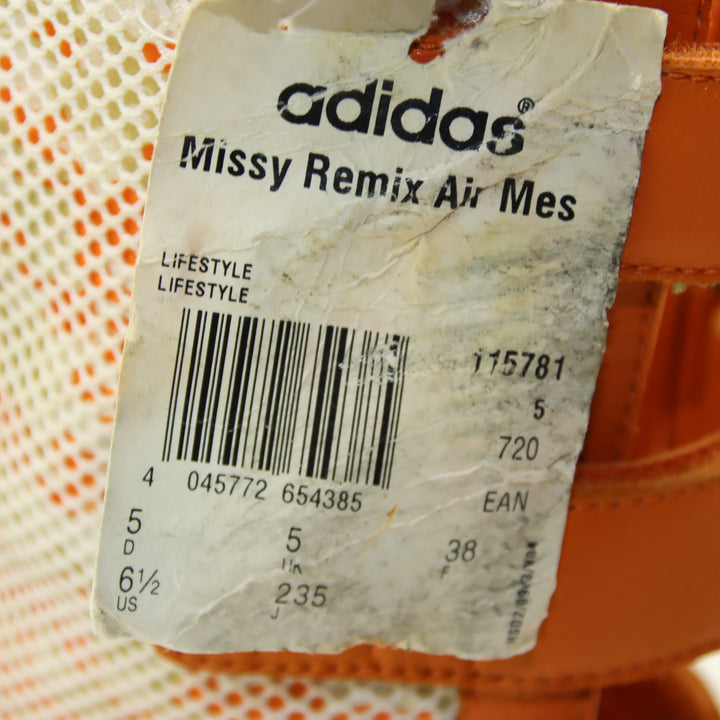 adidas®
Missy Remix Air Mes
LIFESTYLE
LIFESTYLE
115781
5
720
4 045772 654385
EAN
5 5 38
D UK F
6½ 235
US J